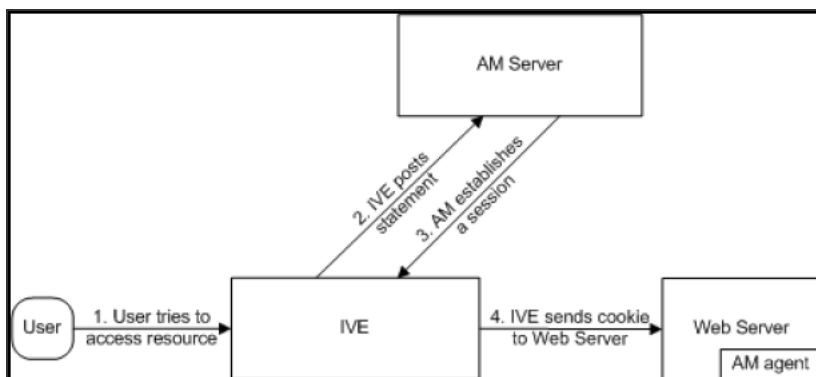 AM Server
2. IVE posts
statement
3. AM establishes
a session
User
1. User tries to
access resource
IVE
4. IVE sends cookie
to Web Server
Web Server
AM agent